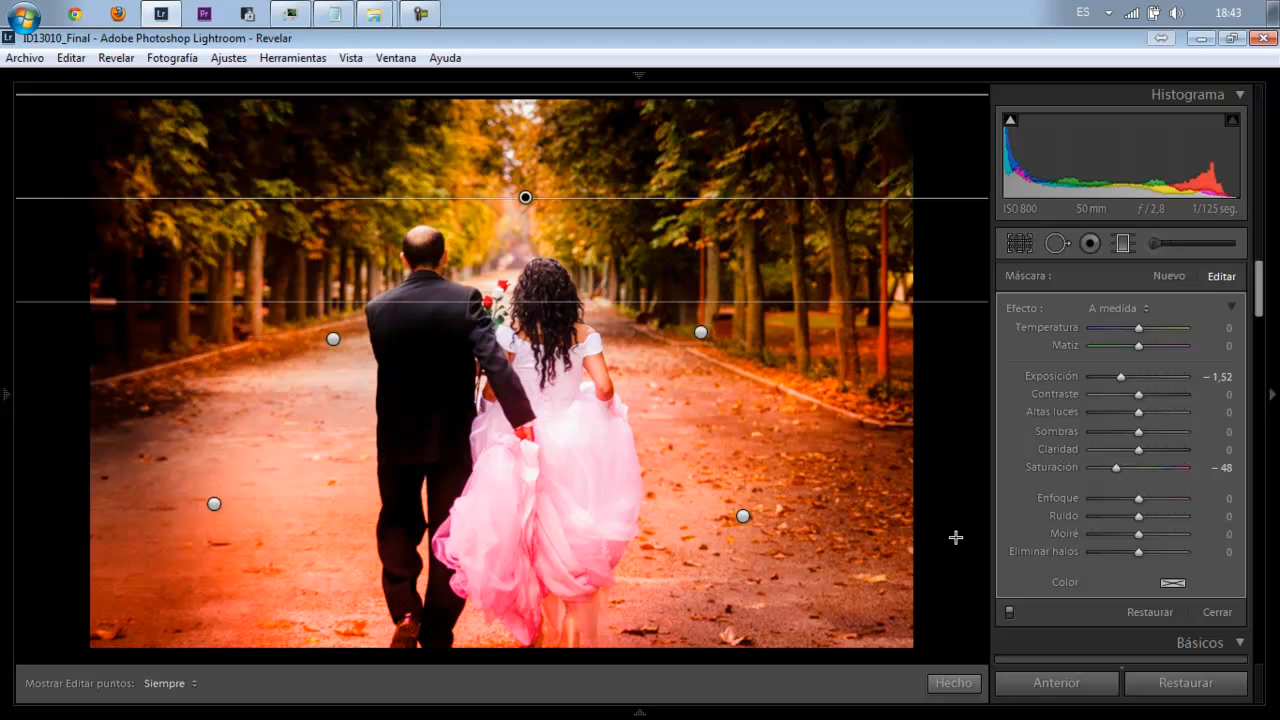 ES
18:43
ID13010_Final - Adobe Photoshop Lightroom - Revelar
Archivo Editar Revelar Fotografía Ajustes Herramientas Vista Ventana Ayuda
Histograma
ISO 800 50 mm ƒ / 2,8 1/125 seg.
Máscara : Nuevo Editar
Efecto : A medida
Temperatura 0
Matiz 0
Exposición − 1,52
Contraste 0
Altas luces 0
Sombras 0
Claridad 0
Saturación − 48
Enfoque 0
Ruido 0
Moiré 0
Eliminar halos 0
Color
Restaurar Cerrar
Básicos
Mostrar Editar puntos: Siempre
Hecho
Anterior Restaurar